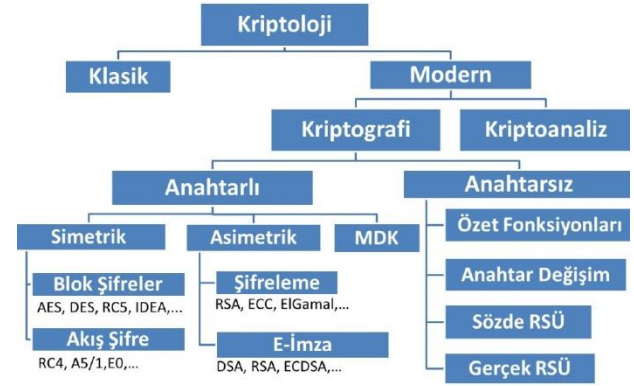 Kriptoloji
Klasik
Modern
Kriptografi
Kriptoanaliz
Anahtarlı
Anahtarsız
Simetrik
Asimetrik
MDK
Özet Fonksiyonları
Blok Şifreler
AES, DES, RC5, IDEA,...
Şifreleme
RSA, ECC, ElGamal,...
Anahtar Değişim
Akış Şifre
RC4, A5/1,E0,...
E-İmza
DSA, RSA, ECDSA,...
Sözde RSÜ
Gerçek RSÜ